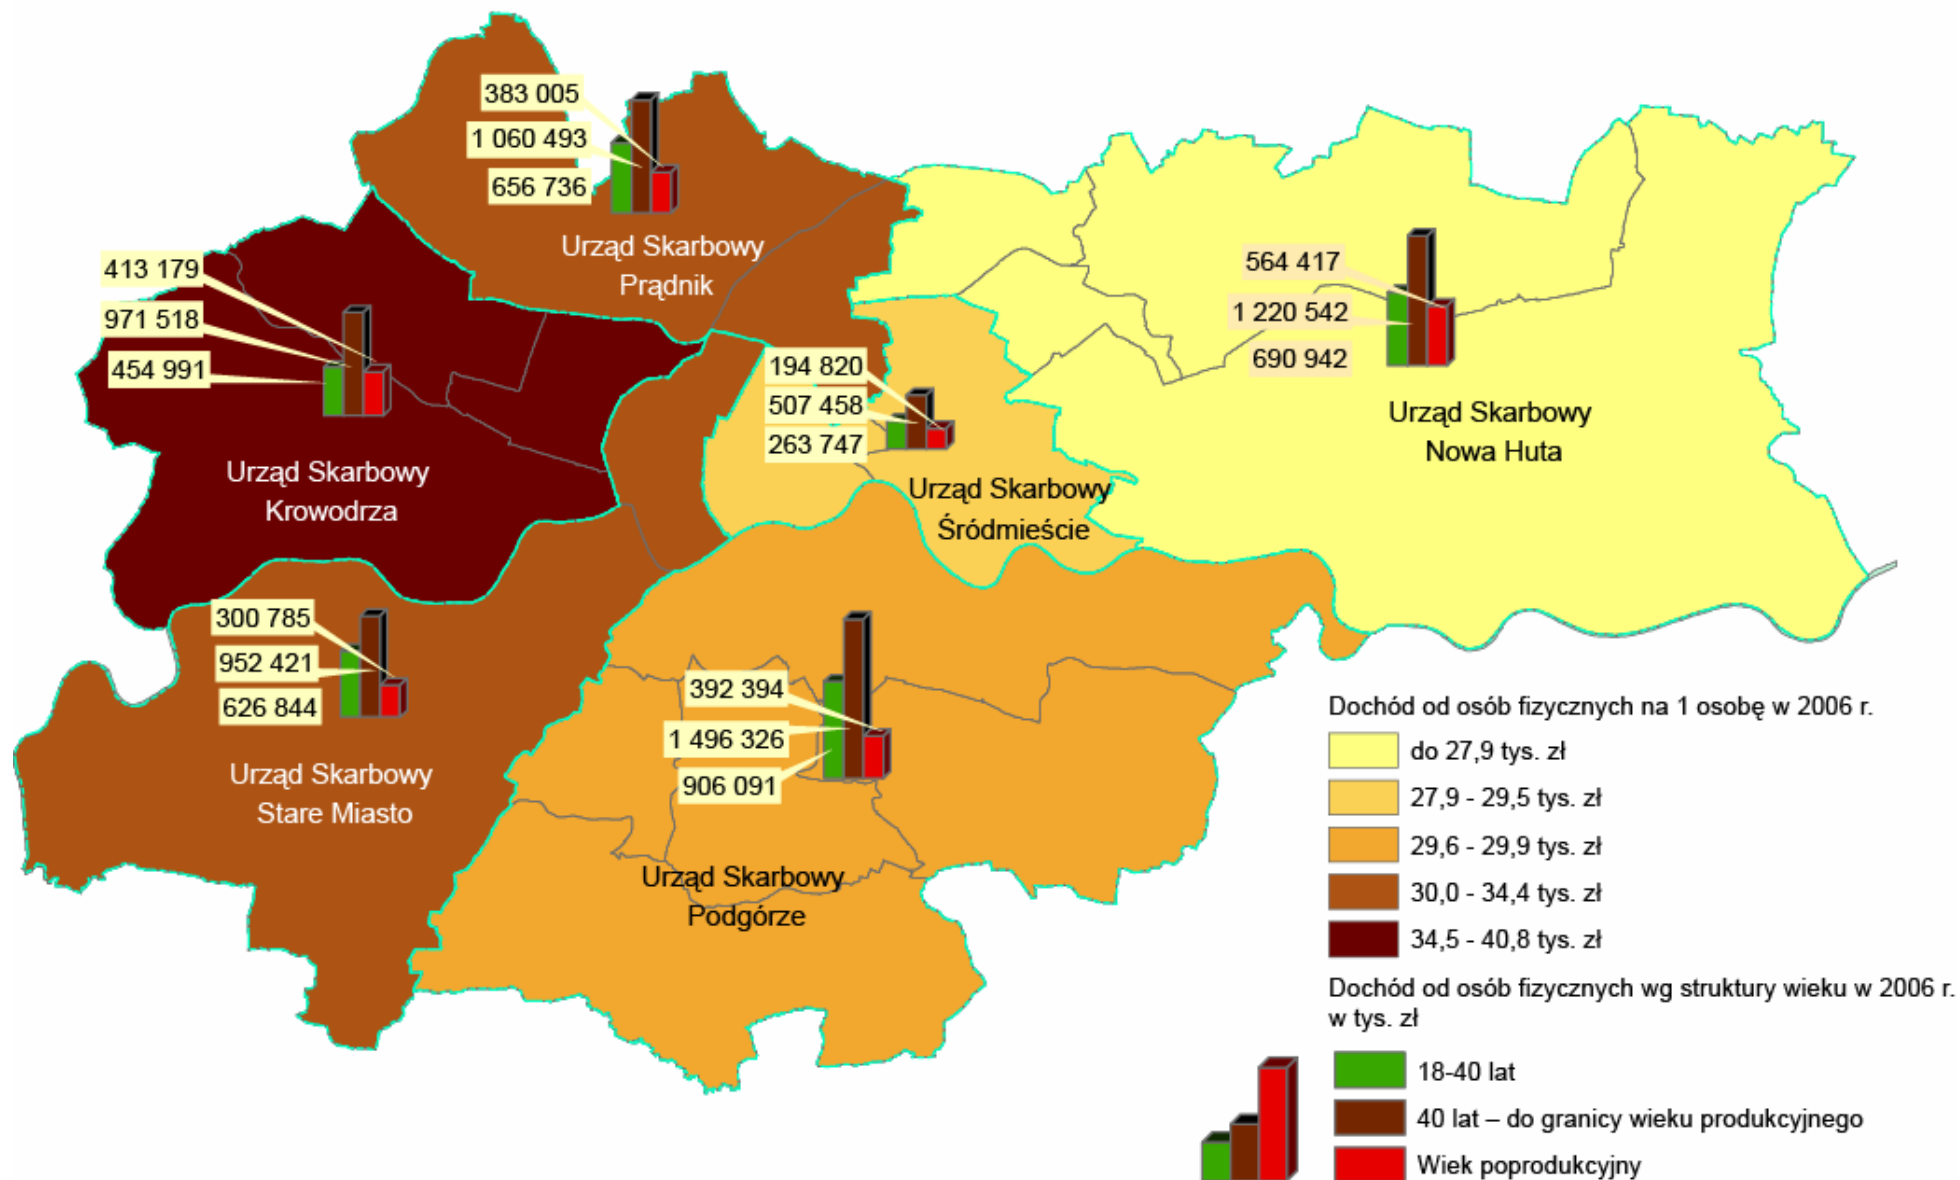 383 005
1 060 493
656 736
Urząd Skarbowy
Prądnik
413 179
971 518
454 991
Urząd Skarbowy
Krowodrza
194 820
507 458
263 747
Urząd Skarbowy
Śródmieście
564 417
1 220 542
690 942
Urząd Skarbowy
Nowa Huta
300 785
952 421
626 844
Urząd Skarbowy
Stare Miasto
392 394
1 496 326
906 091
Urząd Skarbowy
Podgórze
Dochód od osób fizycznych na 1 osobę w 2006 r.
do 27,9 tys. zł
27,9 - 29,5 tys. zł
29,6 - 29,9 tys. zł
30,0 - 34,4 tys. zł
34,5 - 40,8 tys. zł
Dochód od osób fizycznych wg struktury wieku w 2006 r.
w tys. zł
18-40 lat
40 lat – do granicy wieku produkcyjnego
Wiek poprodukcyjny